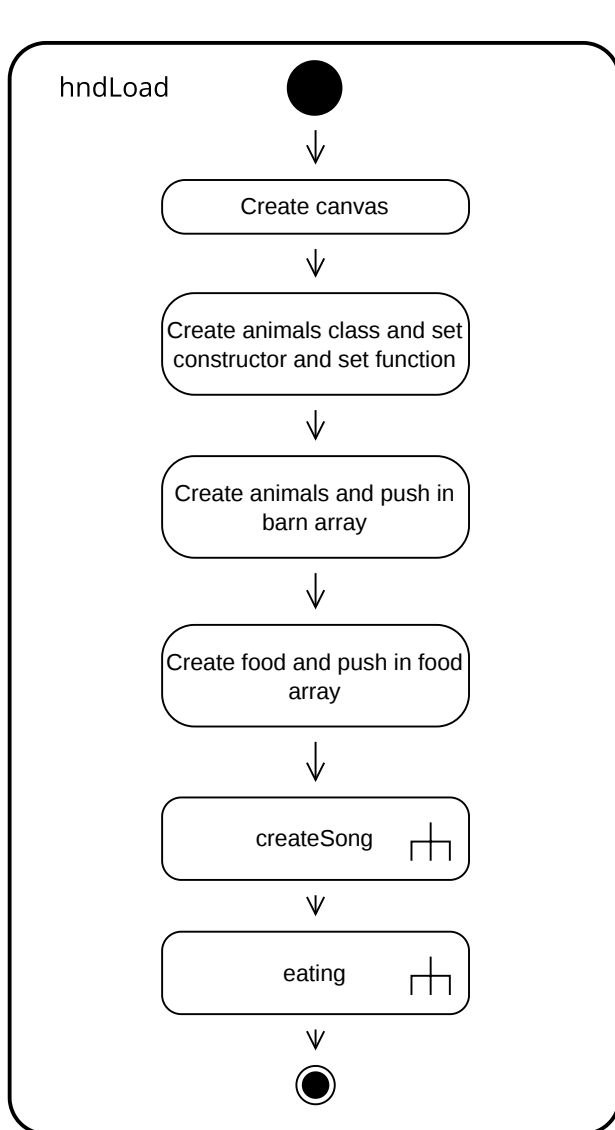 hndLoad
Create canvas
Create animals class and set
constructor and set function
Create animals and push in
barn array
Create food and push in food
array
createSong
eating